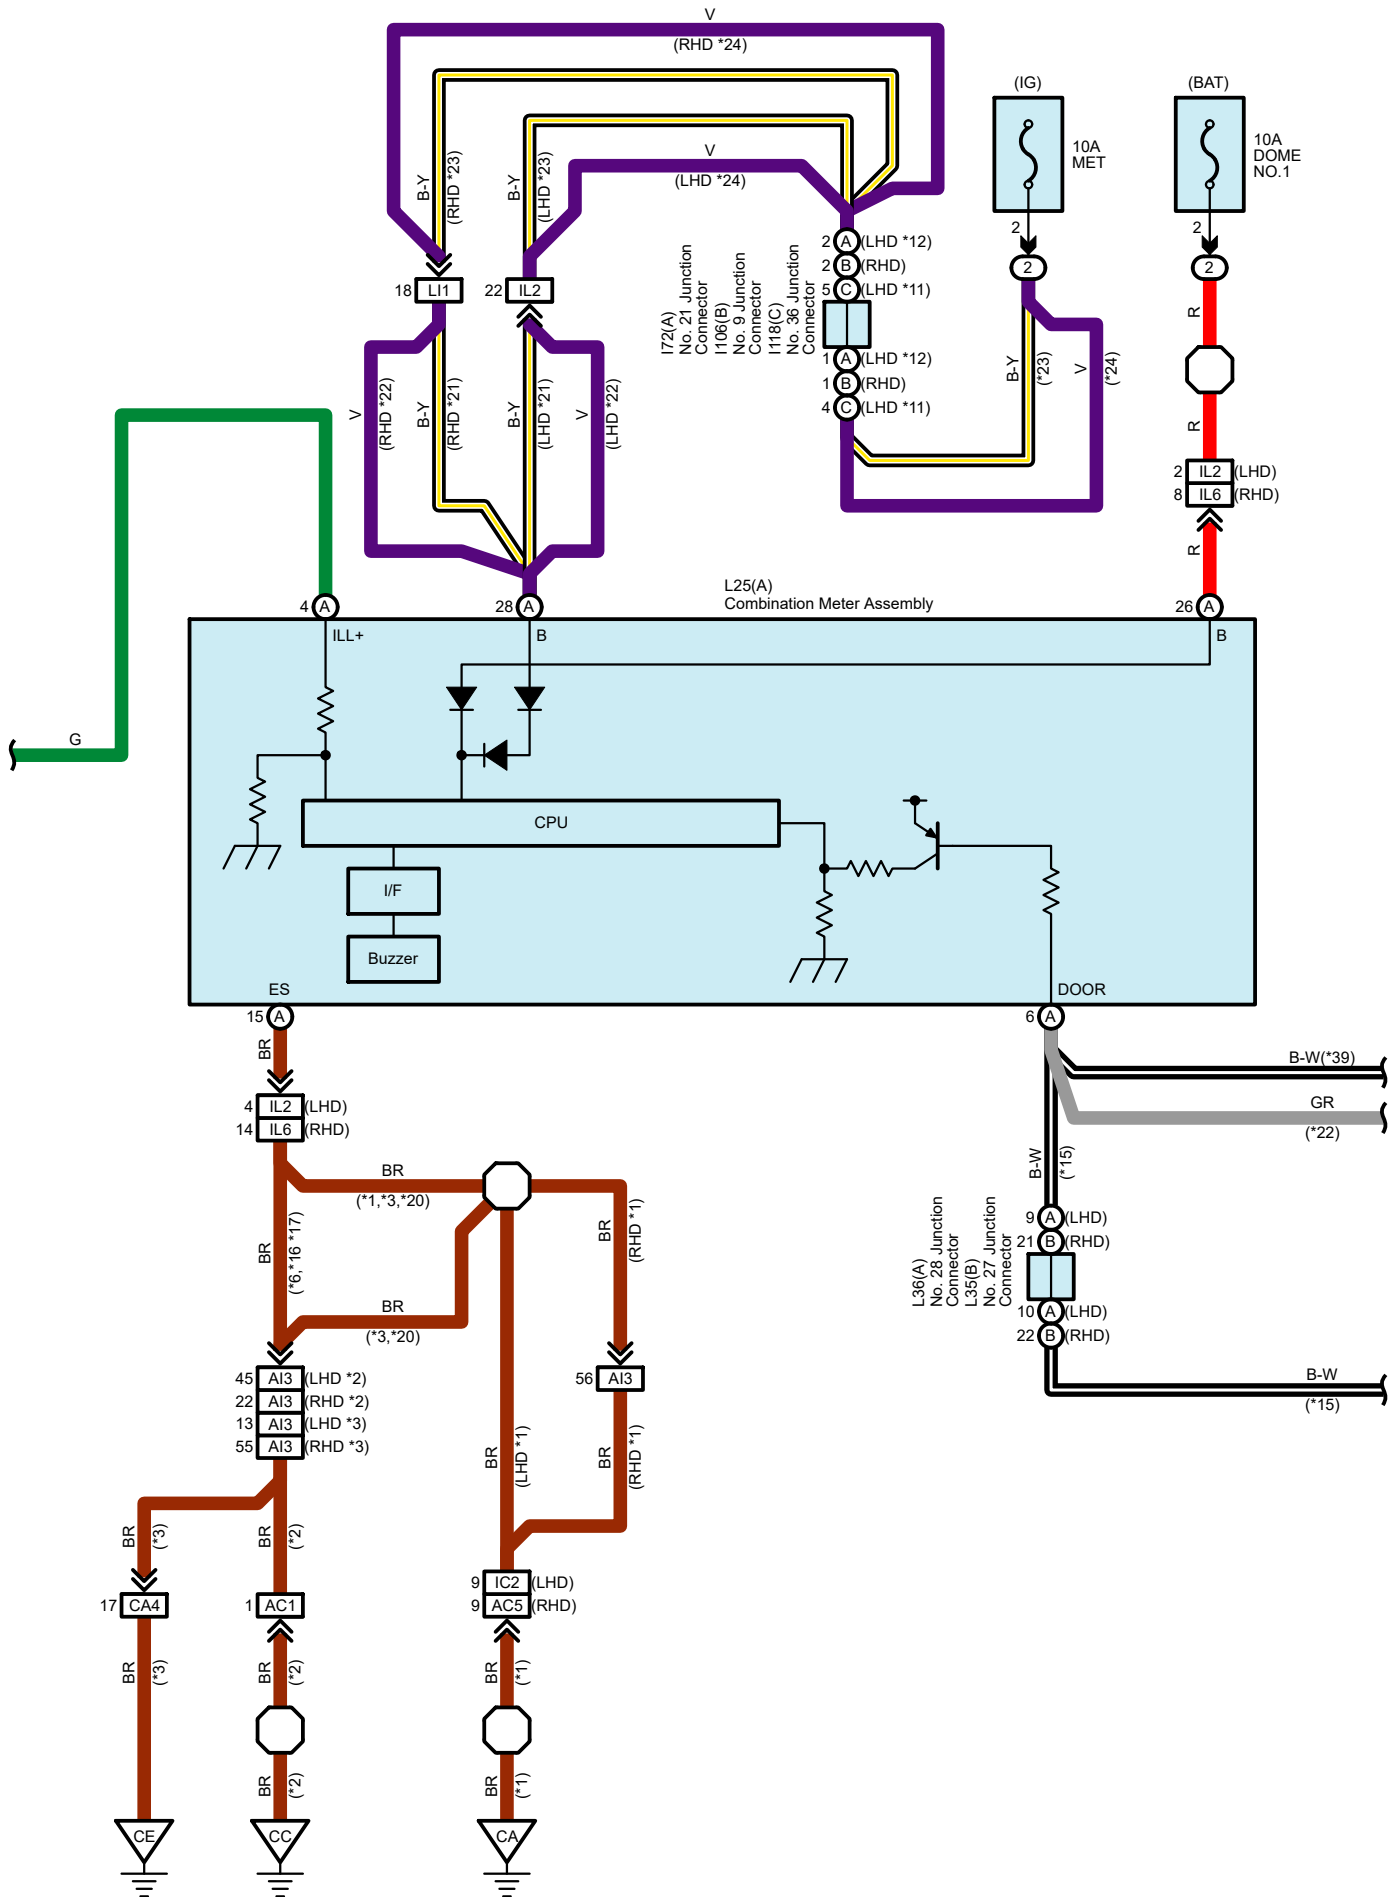 V
(RHD *24)
(IG)
(BAT)
10A
MET
10A
DOME
NO.1
B-Y
(RHD *23)
B-Y
(LHD *23)
V
(LHD *24)
2
2
2
2
18 LI1
22 IL2
2 A (LHD *12)
2 B (RHD)
5 C (LHD *11)
I72(A)
No. 21 Junction
Connector
I106(B)
No. 9 Junction
Connector
I118(C)
No. 36 Junction
Connector
1 A (LHD *12)
1 B (RHD)
4 C (LHD *11)
R
B-Y
(*23)
V
(*24)
V
(RHD *22)
B-Y
(RHD *21)
B-Y
(LHD *21)
V
(LHD *22)
R
2 IL2 (LHD)
8 IL6 (RHD)
R
L25(A)
Combination Meter Assembly
4 A
28 A
26 A
ILL+
B
B
G
CPU
I/F
Buzzer
ES
DOOR
15 A
6 A
BR
B-W(*39)
GR
(*22)
4 IL2 (LHD)
14 IL6 (RHD)
B-W
(*15)
BR
(*1,*3,*20)
BR
(*6,*16 *17)
BR
(RHD *1)
L36(A)
No. 28 Junction
Connector
L35(B)
No. 27 Junction
Connector
9 A (LHD)
21 B (RHD)
10 A (LHD)
22 B (RHD)
BR
(*3,*20)
45 AI3 (LHD *2)
22 AI3 (RHD *2)
13 AI3 (LHD *3)
55 AI3 (RHD *3)
56 AI3
B-W
(*15)
BR
(LHD *1)
BR
(RHD *1)
BR
(*3)
BR
(*2)
17 CA4
1 AC1
9 IC2 (LHD)
9 AC5 (RHD)
BR
(*3)
BR
(*2)
BR
(*1)
BR
(*2)
BR
(*1)
CE
CC
CA